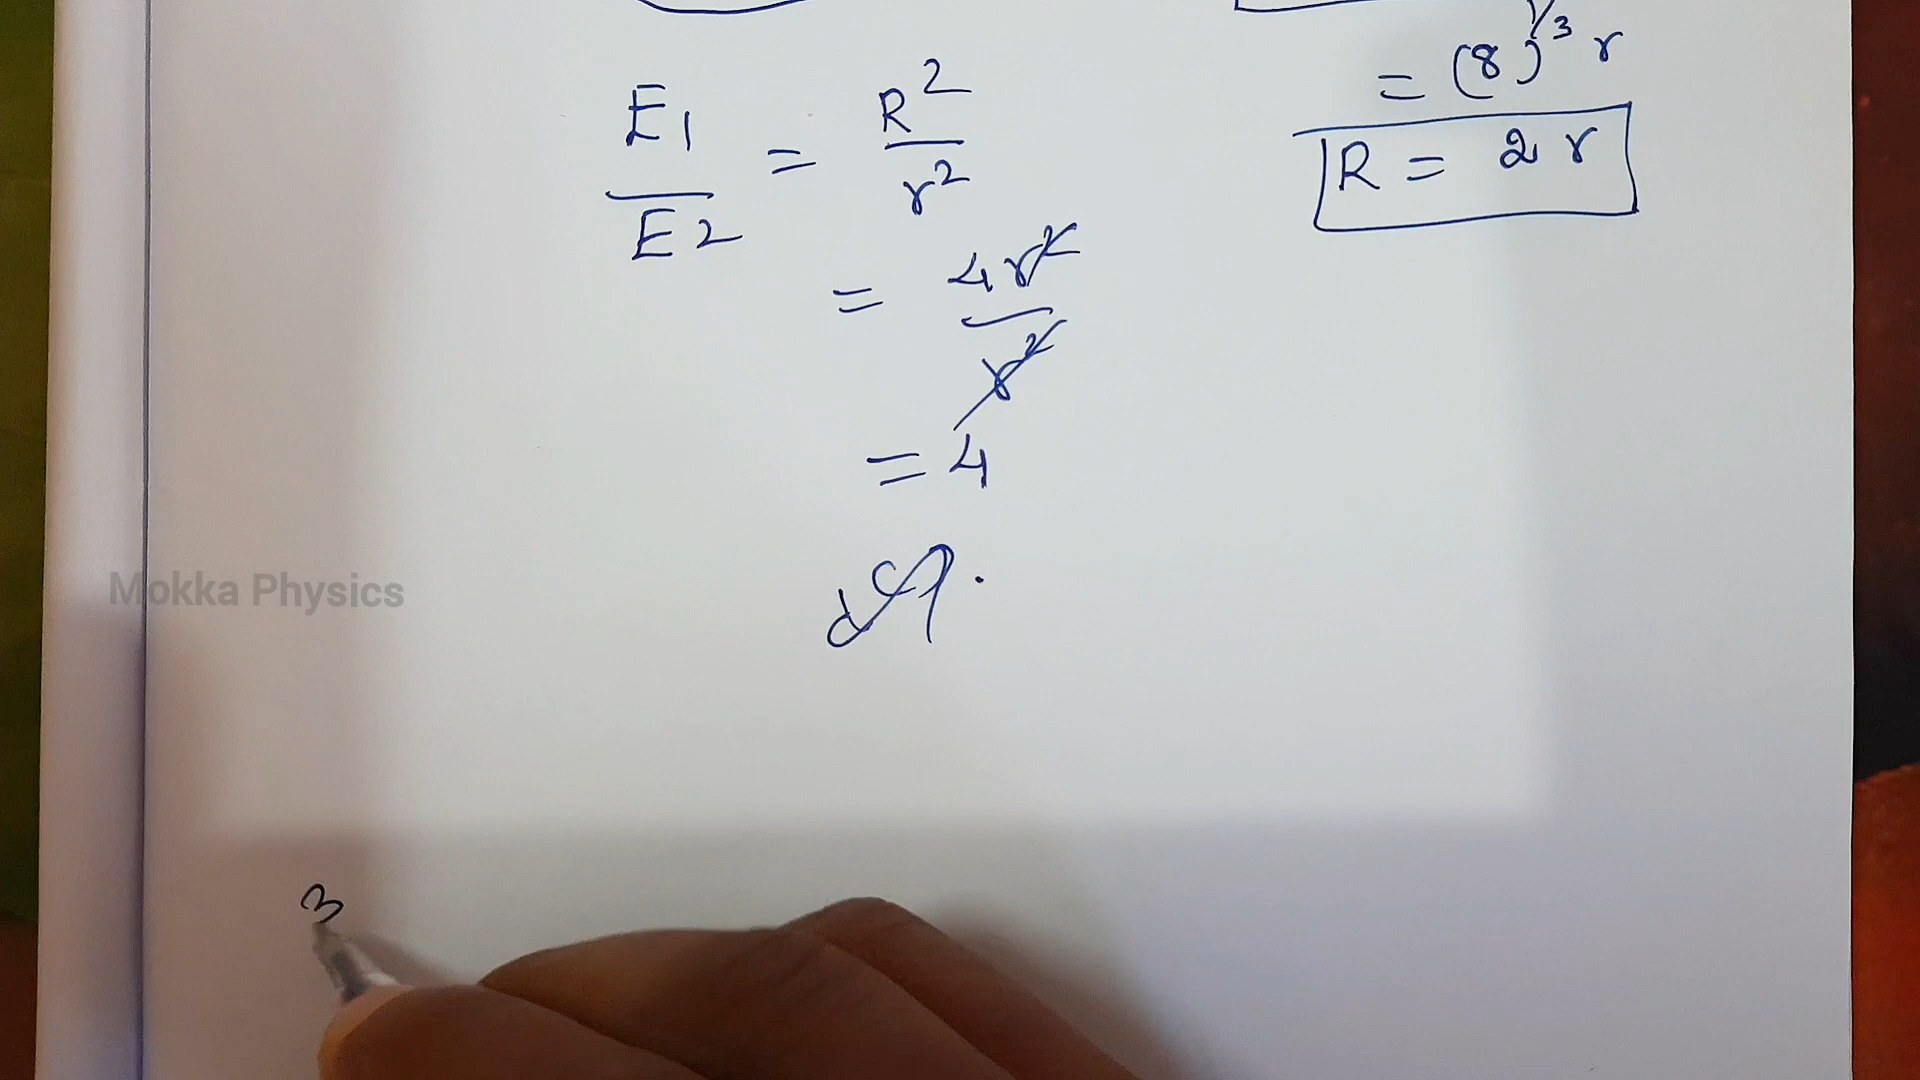 E1/E2 = R²/r²
= 4r²/r²
= 4
= (8)^1/3 r
R = 2r
Mokka Physics
3